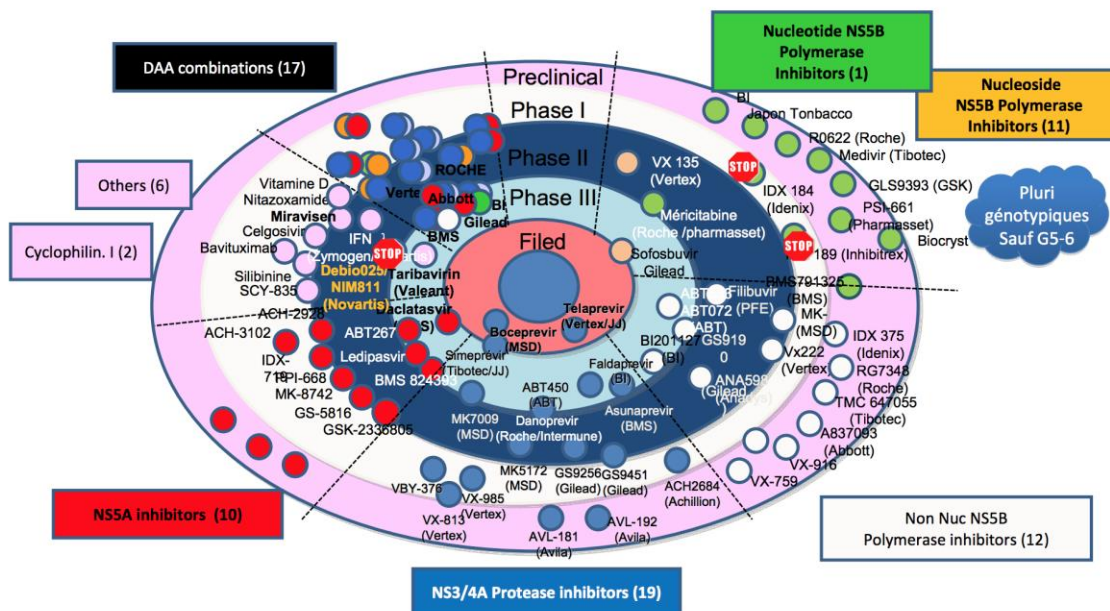 DAA combinations (17)
Nucleotide NS5B
Polymerase
Inhibitors (1)
Nucleoside
NS5B Polymerase
Inhibitors (11)
Pluri
génotypiques
Sauf G5-6
Others (6)
Cyclophilin. I (2)
NS5A inhibitors (10)
NS3/4A Protease inhibitors (19)
Non Nuc NS5B
Polymerase inhibitors (12)
Preclinical
Phase I
Phase II
Phase III
Filed
BI
Japon Tonbacco
R0622 (Roche)
Medivir (Tibotec)
GLS9393 (GSK)
PSI-661
(Pharmasset)
Biocryst
STOP
IDX 184
(Idenix)
STOP
189 (Inhibitrex)
VX 135
(Vertex)
Méricitabine
(Roche /pharmasset)
Sofosbuvir
Gilead
ROCHE
Abbott
BI
Gilead
BMS
Vitamine D
Nitazoxamide
Miravisen
Celgosivir
Bavituximab
Silibinine
SCY-835
IFN
STOP
Debio025/
NIM811
(Novartis)
Taribavirin
(Valeant)
Daclatasvir
ACH-2928
ACH-3102
PPI-668
MK-8742
GS-5816
GSK-2336805
ABT267
Ledipasvir
BMS 824393
Boceprevir
(MSD)
Telaprevir
(Vertex/JJ)
Simeprevir
(Tibotec/JJ)
Faldaprevir
(BI)
ABT450
(ABT)
Asunaprevir
(BMS)
Danoprevir
(Roche/Intermune)
MK7009
(MSD)
MK5172
(MSD)
GS9256
(Gilead)
GS9451
(Gilead)
ACH2684
(Achillion)
VBY-376
VX-985
(Vertex)
VX-813
(Vertex)
AVL-181
(Avila)
AVL-192
(Avila)
BMS791325
(BMS)
Filibuvir
(PFE)
ABT072
(ABT)
GS919
0
(Gilead
BI201127
(BI)
ANA598
MK-
(MSD)
Vx222
(Vertex)
IDX 375
(Idenix)
RG7348
(Roche)
TMC 647055
(Tibotec)
A837093
(Abbott)
VX-916
VX-759